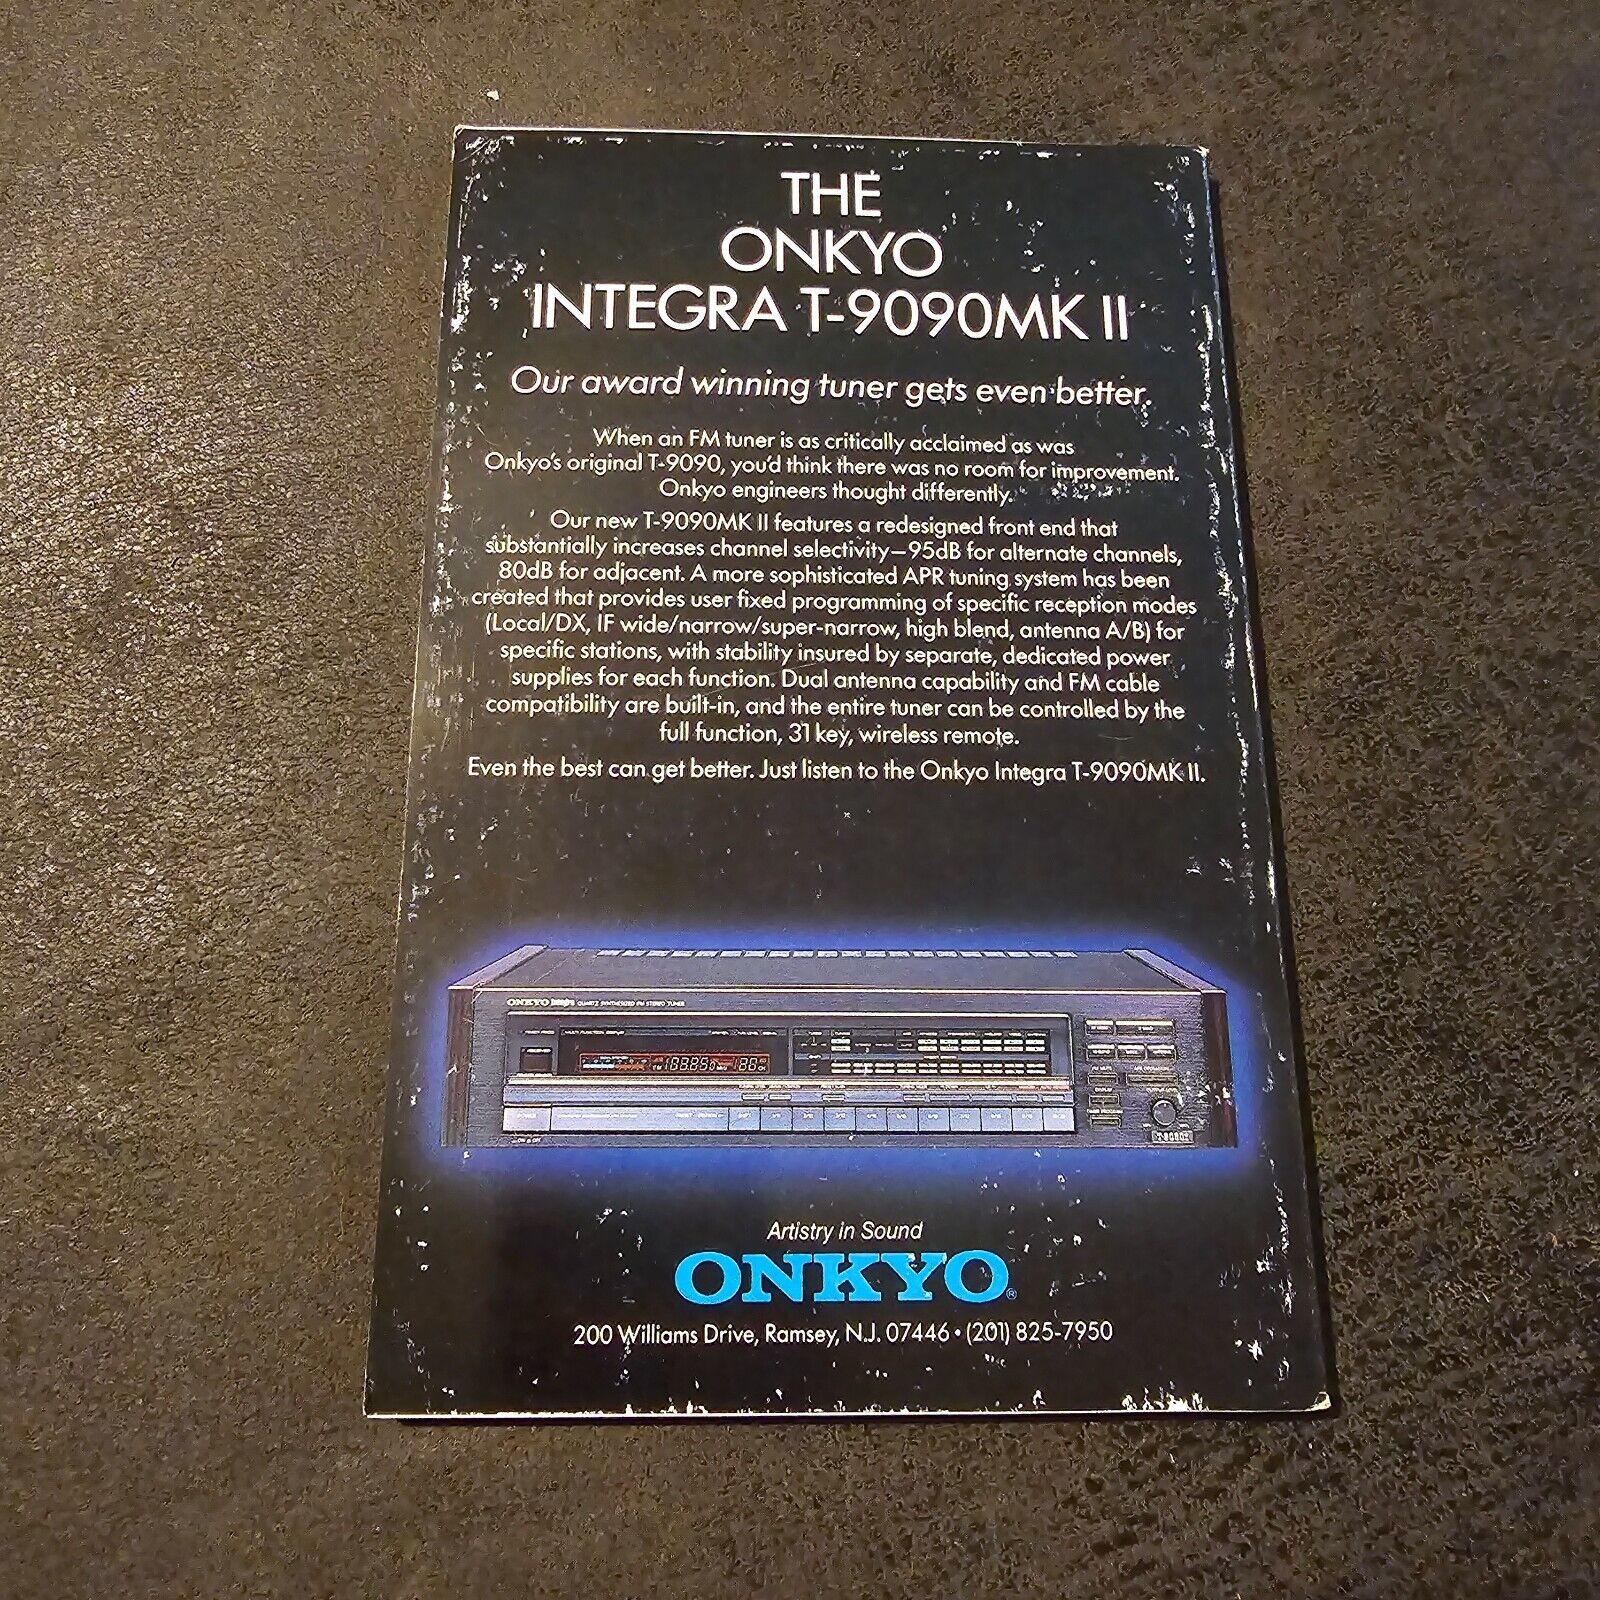 THE
ONKYO
INTEGRA T-9090MK II
Our award winning tuner gets even better.
When an FM tuner is as critically acclaimed as was
Onkyo's original T-9090, you'd think there was no room for improvement.
Onkyo engineers thought differently.
Our new T-9090MK II features a redesigned front end that
substantially increases channel selectivity—95dB for alternate channels,
80dB for adjacent. A more sophisticated APR tuning system has been
created that provides user fixed programming of specific reception modes
(Local/DX, IF wide/narrow/super-narrow, high blend, antenna A/B) for
specific stations, with stability insured by separate, dedicated power
supplies for each function. Dual antenna capability and FM cable
compatibility are built-in, and the entire tuner can be controlled by the
full function, 31 key, wireless remote.
Even the best can get better. Just listen to the Onkyo Integra T-9090MK II.
ONKYO Integra QUARTZ SYNTHESIZED FM STEREO TUNER
Artistry in Sound
ONKYO®
200 Williams Drive, Ramsey, N.J. 07446 • (201) 825-7950